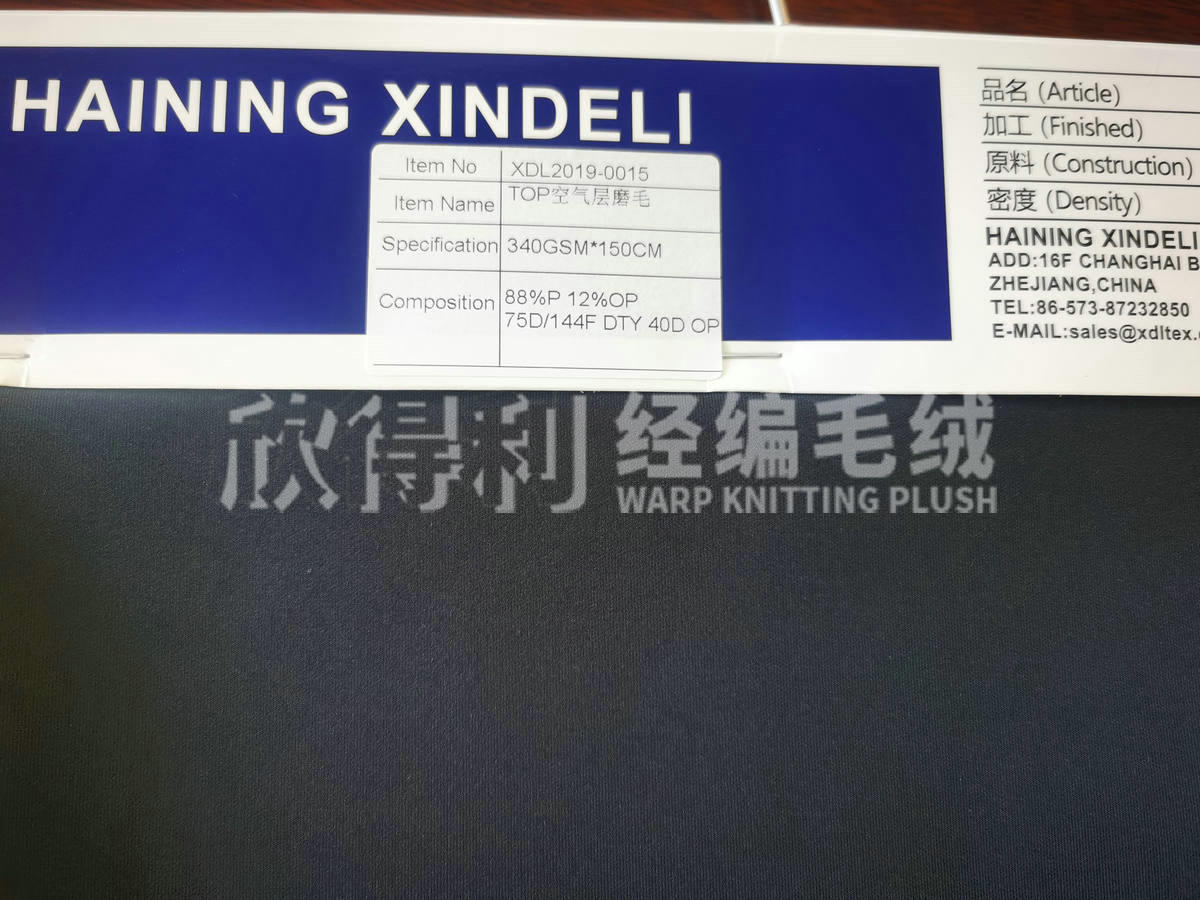 HAINING XINDELI
Item No XDL2019-0015
Item Name TOP空气层磨毛
Specification 340GSM*150CM
Composition 88%P 12%OP
75D/144F DTY 40D OP
品名 (Article)
加工 (Finished)
原料 (Construction)
密度 (Density)
HAINING XINDELI
ADD:16F CHANGHAI B
ZHEJIANG,CHINA
TEL:86-573-87232850
E-MAIL:sales@xdltex.
欣得利 经编毛绒
WARP KNITTING PLUSH